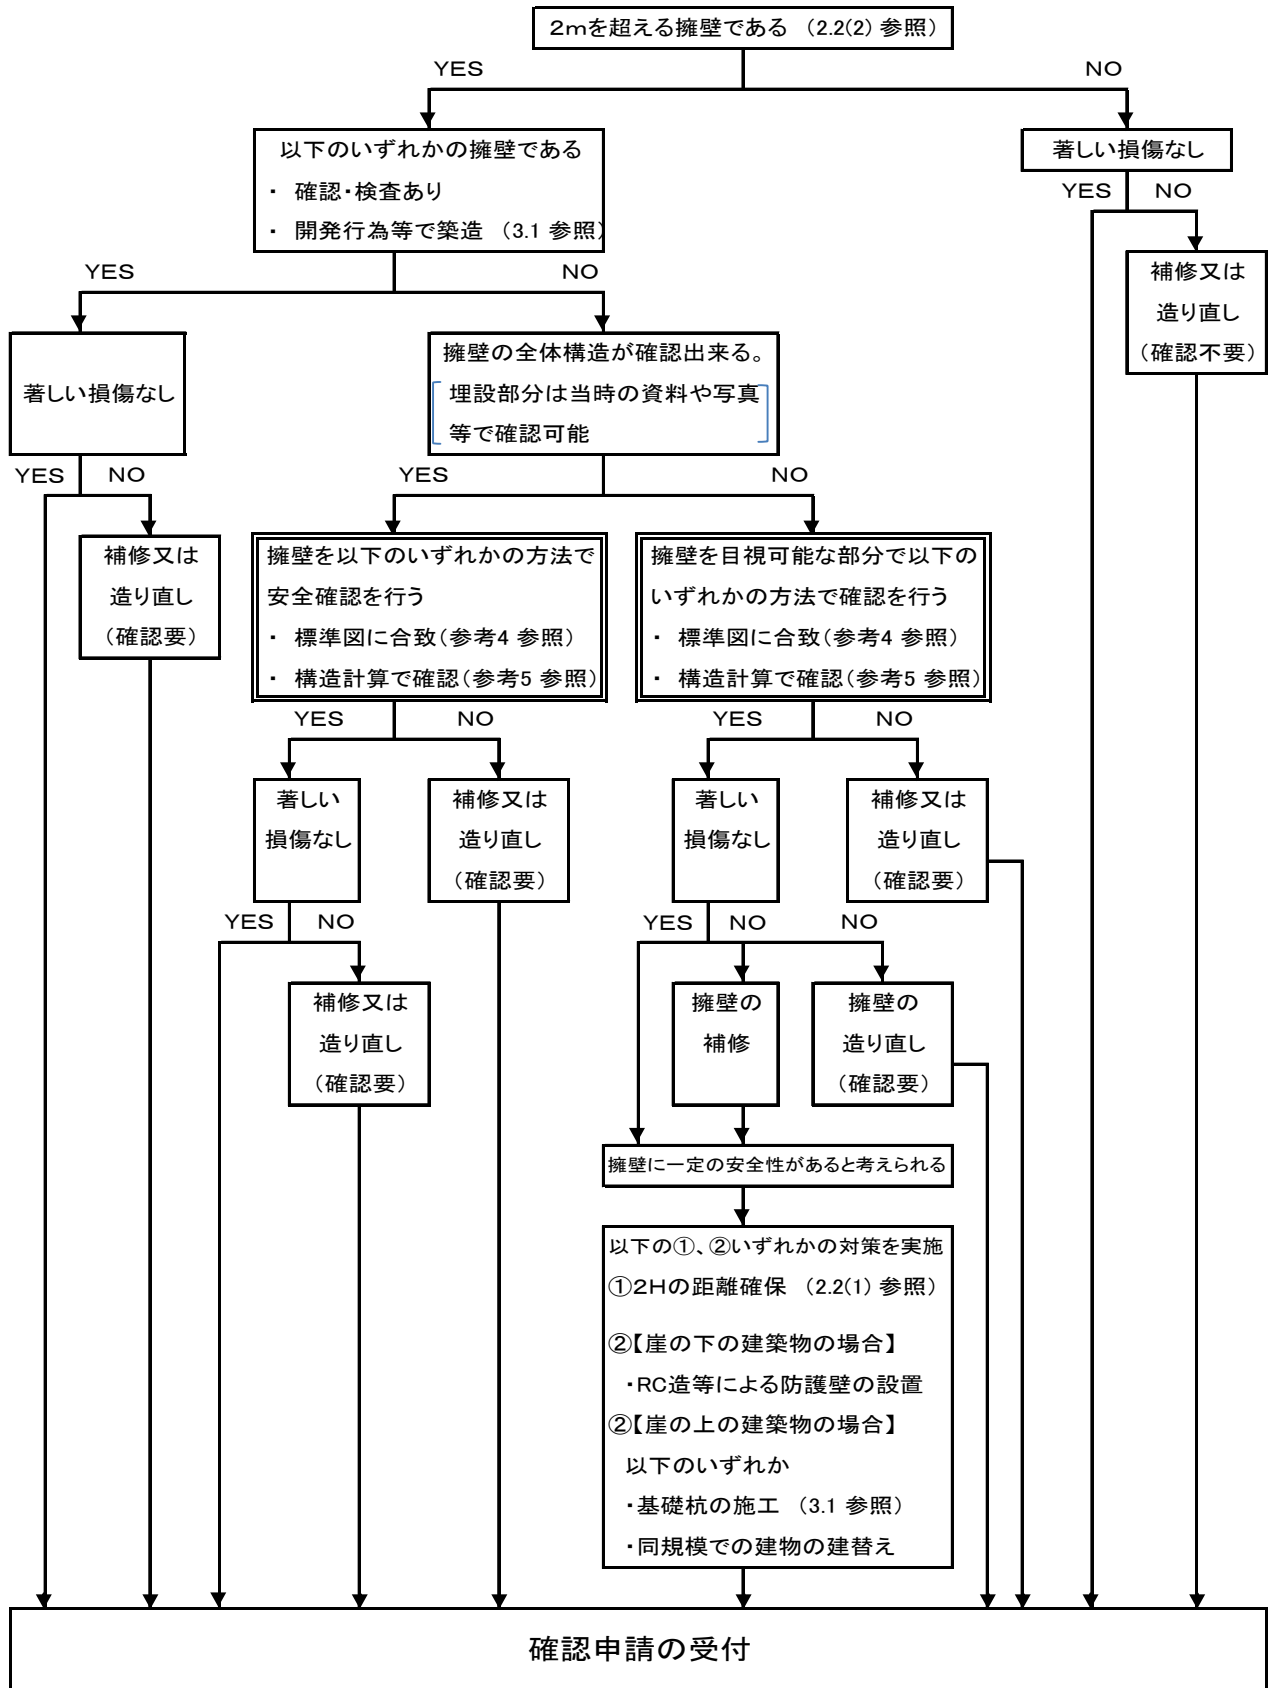 2mを超える擁壁である (2.2(2) 参照)
YES
NO
以下のいずれかの擁壁である
・ 確認・検査あり
・ 開発行為等で築造 (3.1 参照)
著しい損傷なし
YES
NO
補修又は
造り直し
(確認不要)
YES
NO
著しい損傷なし
擁壁の全体構造が確認出来る。
埋設部分は当時の資料や写真
等で確認可能
YES
NO
補修又は
造り直し
(確認要)
YES
NO
擁壁を以下のいずれかの方法で
安全確認を行う
・ 標準図に合致(参考4 参照)
・ 構造計算で確認(参考5 参照)
擁壁を目視可能な部分で以下の
いずれかの方法で確認を行う
・ 標準図に合致(参考4 参照)
・ 構造計算で確認(参考5 参照)
YES
NO
著しい
損傷なし
補修又は
造り直し
(確認要)
YES
NO
補修又は
造り直し
(確認要)
YES
NO
著しい
損傷なし
補修又は
造り直し
(確認要)
YES
NO
NO
擁壁の
補修
擁壁の
造り直し
(確認要)
擁壁に一定の安全性があると考えられる
以下の①、②いずれかの対策を実施
①2Hの距離確保 (2.2(1) 参照)
②【崖の下の建築物の場合】
・RC造等による防護壁の設置
②【崖の上の建築物の場合】
以下のいずれか
・基礎杭の施工 (3.1 参照)
・同規模での建物の建替え
確認申請の受付